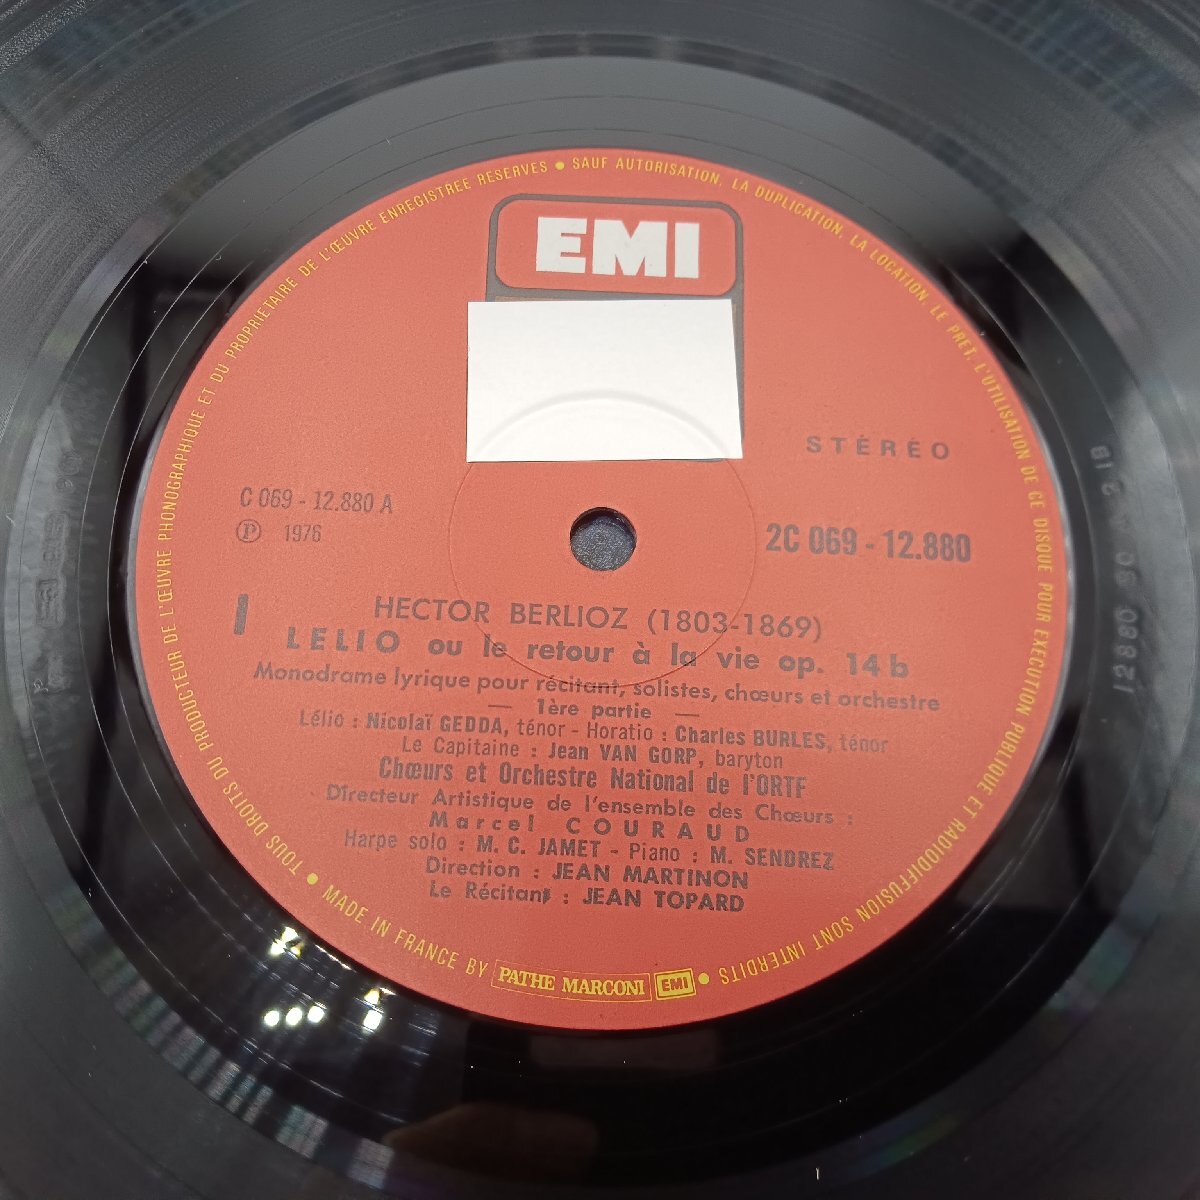 EMI
STÉRÉO
C 069 - 12.880 A
Ⓟ 1976
2C 069 - 12.880
1
HECTOR BERLIOZ (1803-1869)
LELIO ou le retour à la vie op. 14 b
Monodrame lyrique pour récitant, solistes, chœurs et orchestre
— 1ère partie —
Lélio : Nicolaï GEDDA, ténor - Horatio : Charles BURLES, ténor
Le Capitaine : Jean VAN GORP, baryton
Chœurs et Orchestre National de l'ORTF
Directeur Artistique de l'ensemble des Chœurs :
Marcel COURAUD
Harpe solo : M. C. JAMET - Piano : M. SENDREZ
Direction : JEAN MARTINON
Le Récitant : JEAN TOPARD
TOUS DROITS DU PRODUCTEUR DE L'ŒUVRE PHONOGRAPHIQUE ET DU PROPRIETAIRE DE L'ŒUVRE ENREGISTREE RESERVES • SAUF AUTORISATION, LA DUPLICATION, LA LOCATION, LE PRET, L'UTILISATION DE CE DISQUE POUR EXECUTION PUBLIQUE ET RADIODIFFUSION SONT INTERDITS •
MADE IN FRANCE BY PATHE MARCONI EMI